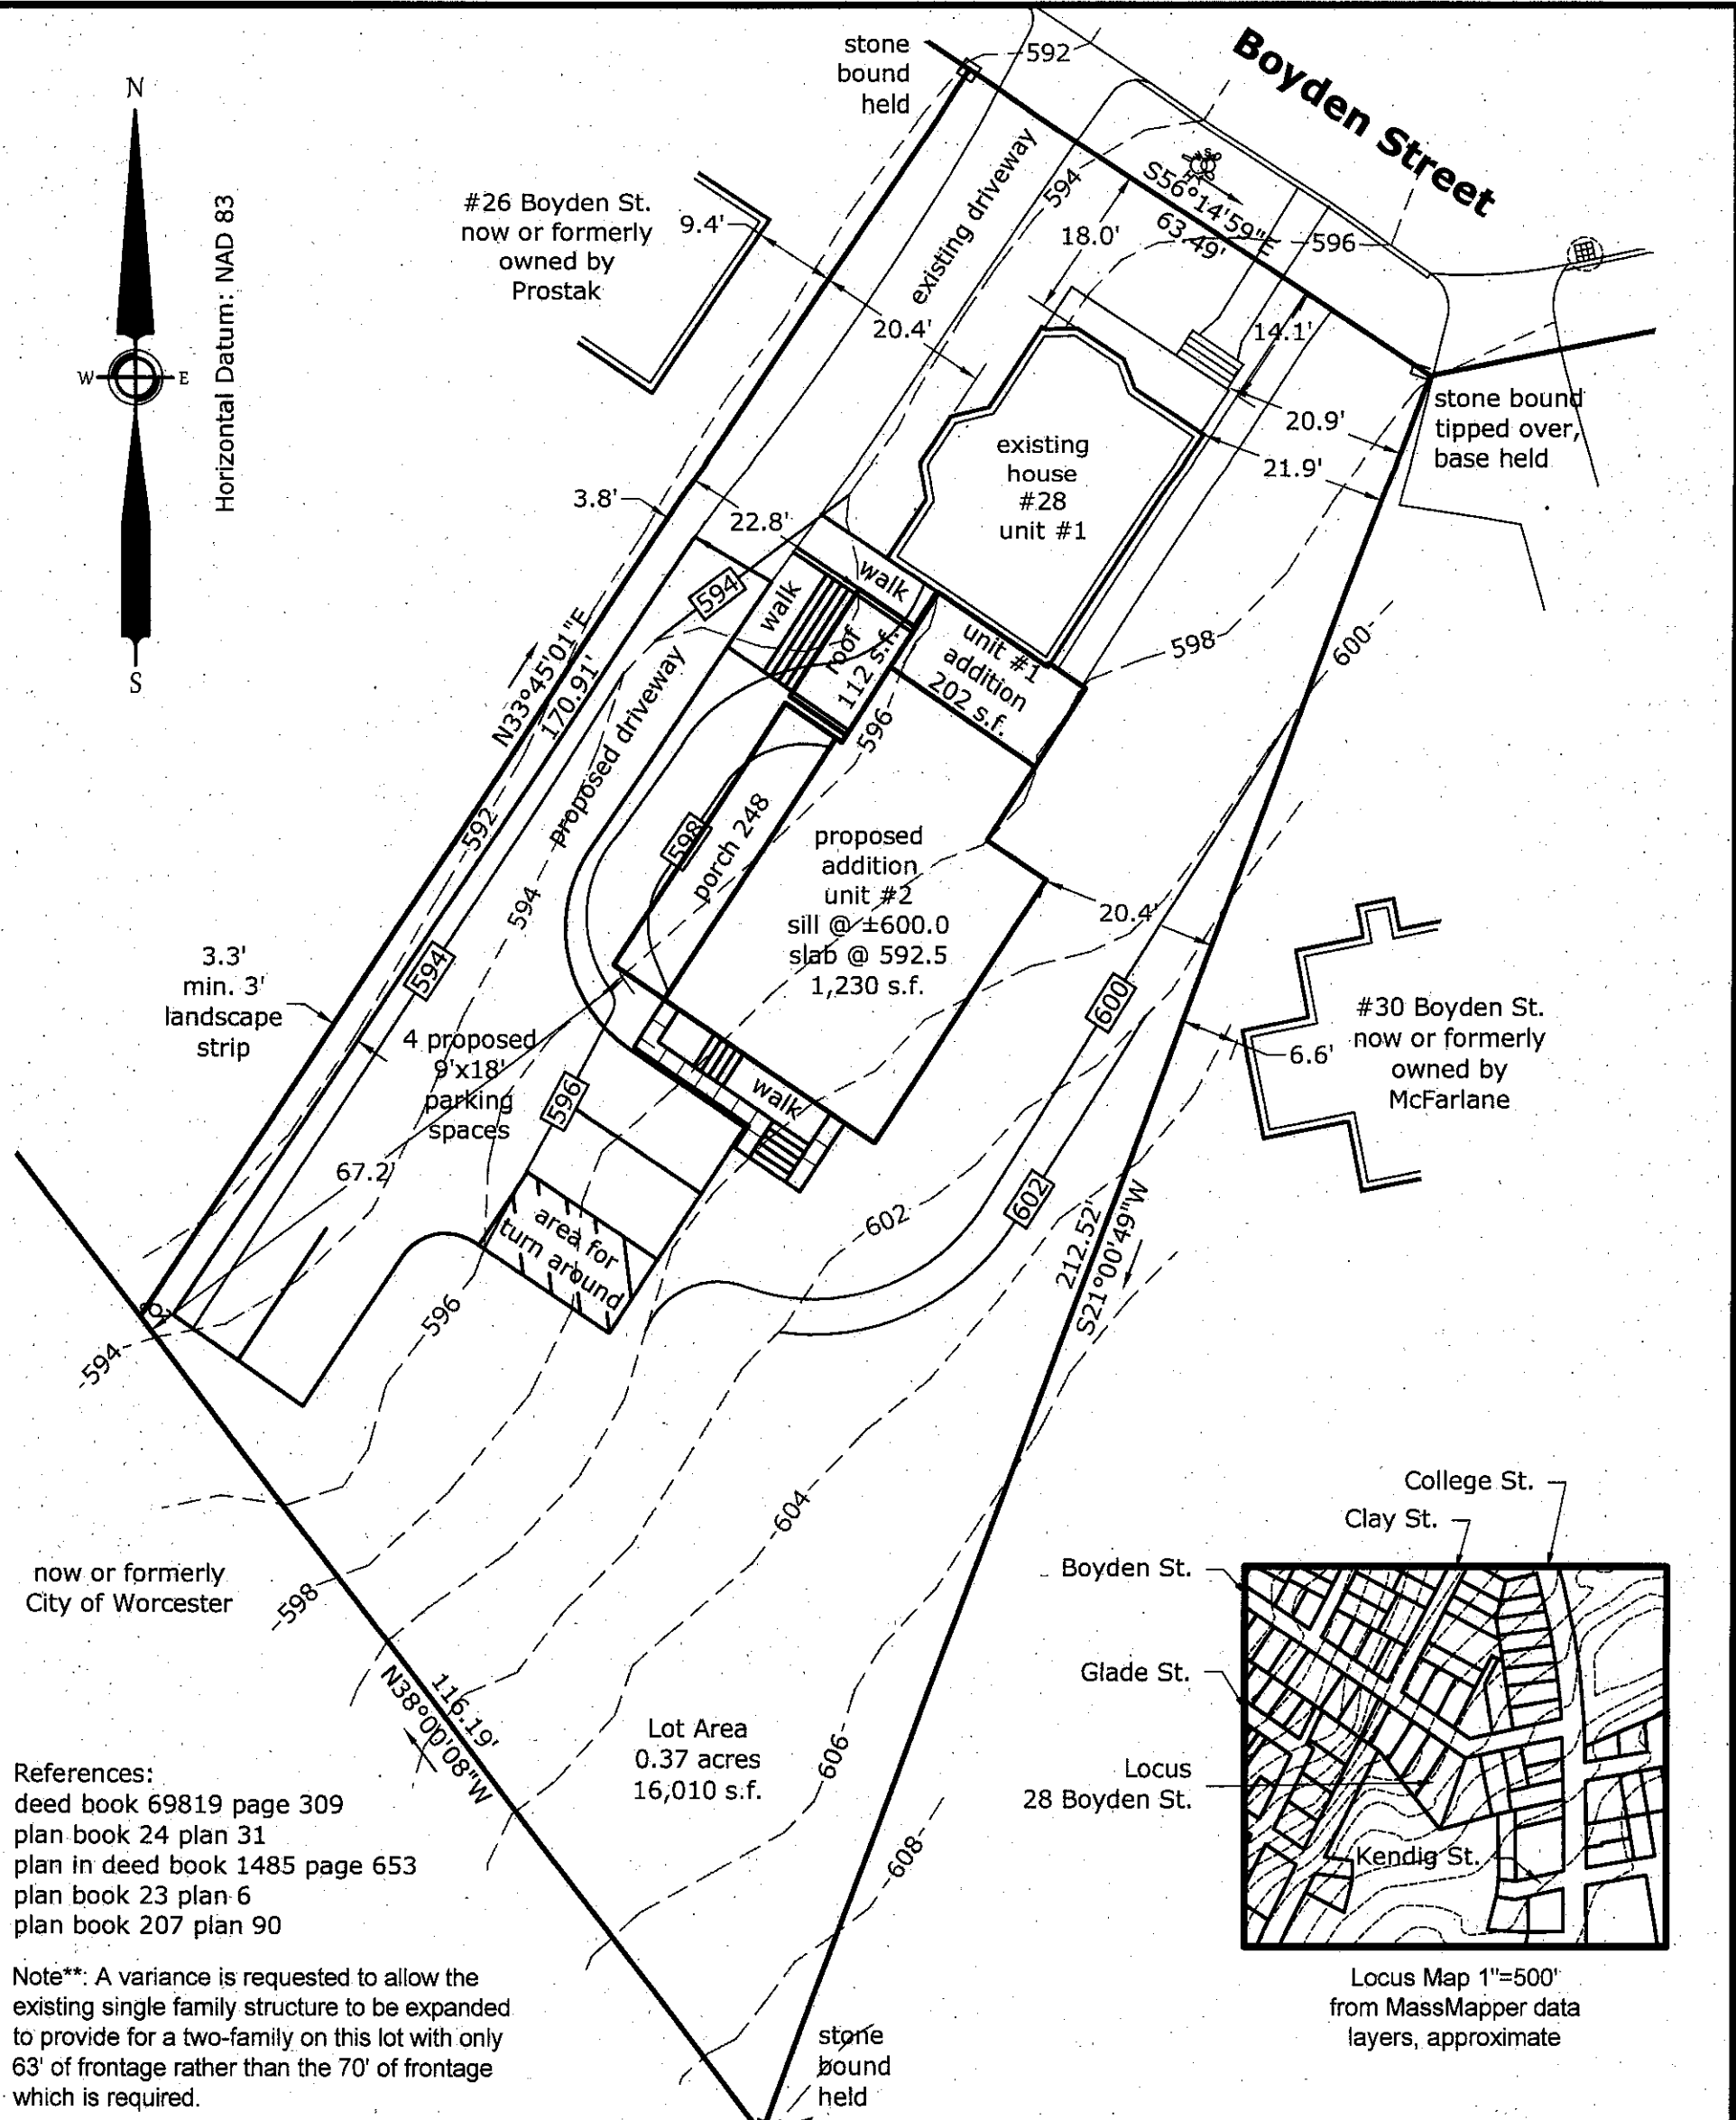 N
W
E
S
Horizontal Datum: NAD 83
stone
bound
held
592
Boyden Street
#26 Boyden St.
now or formerly
owned by
Prostak
9.4'
existing driveway
594
18.0'
S56°14'59"E
63.49'
596
20.4'
14.1'
20.9'
21.9'
stone bound
tipped over,
base held
existing
house
#28
unit #1
3.8'
22.8'
594
walk
walk
roof
112 s.f.
unit #1
addition
202 s.f.
598
600
N33°45'01"E
170.91'
proposed driveway
596
592
598
porch 248
proposed
addition
unit #2
sill @ ±600.0
slab @ 592.5
1,230 s.f.
20.4'
594
594
600
3.3'
min. 3'
landscape
strip
#30 Boyden St.
now or formerly
owned by
McFarlane
6.6'
4 proposed
9'x18'
parking
spaces
596
walk
67.2'
602
602
area for
turn around
212.52'
S21°00'49"W
596
594
604
now or formerly
City of Worcester
598
116.19'
N38°00'08"W
Lot Area
0.37 acres
16,010 s.f.
606
608
College St.
Clay St.
Boyden St.
Glade St.
Locus
28 Boyden St.
Kendig St.
Locus Map 1"=500'
from MassMapper data
layers, approximate
References:
deed book 69819 page 309
plan book 24 plan 31
plan in deed book 1485 page 653
plan book 23 plan 6
plan book 207 plan 90
Note**: A variance is requested to allow the
existing single family structure to be expanded
to provide for a two-family on this lot with only
63' of frontage rather than the 70' of frontage
which is required.
stone
bound
held